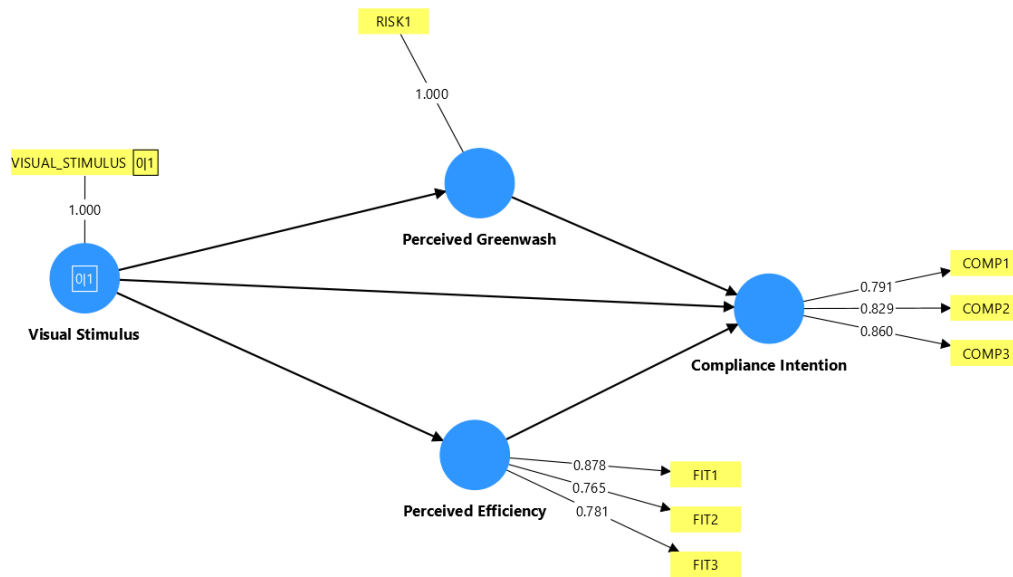 RISK1
1.000
VISUAL_STIMULUS 0|1
1.000
Perceived Greenwash
0|1
Visual Stimulus
COMP1
0.791
COMP2
0.829
COMP3
0.860
Compliance Intention
Perceived Efficiency
0.878
FIT1
0.765
FIT2
0.781
FIT3